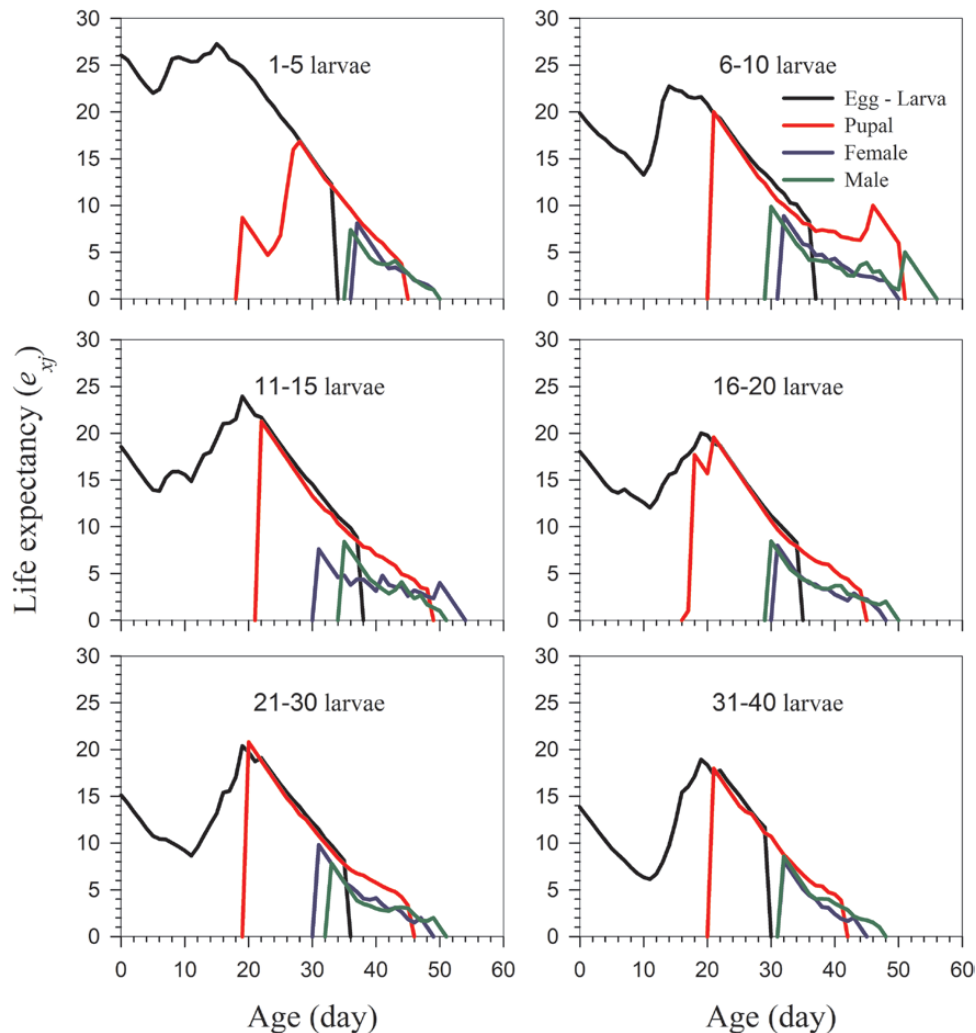 30
25
20
15
10
5
0
1-5 larvae
30
25
20
15
10
5
0
6-10 larvae
Egg - Larva
Pupal
Female
Male
Life expectancy (e_xj)
30
25
20
15
10
5
0
11-15 larvae
30
25
20
15
10
5
0
16-20 larvae
30
25
20
15
10
5
0
21-30 larvae
0 10 20 30 40 50 60
Age (day)
30
25
20
15
10
5
0
31-40 larvae
0 10 20 30 40 50 60
Age (day)